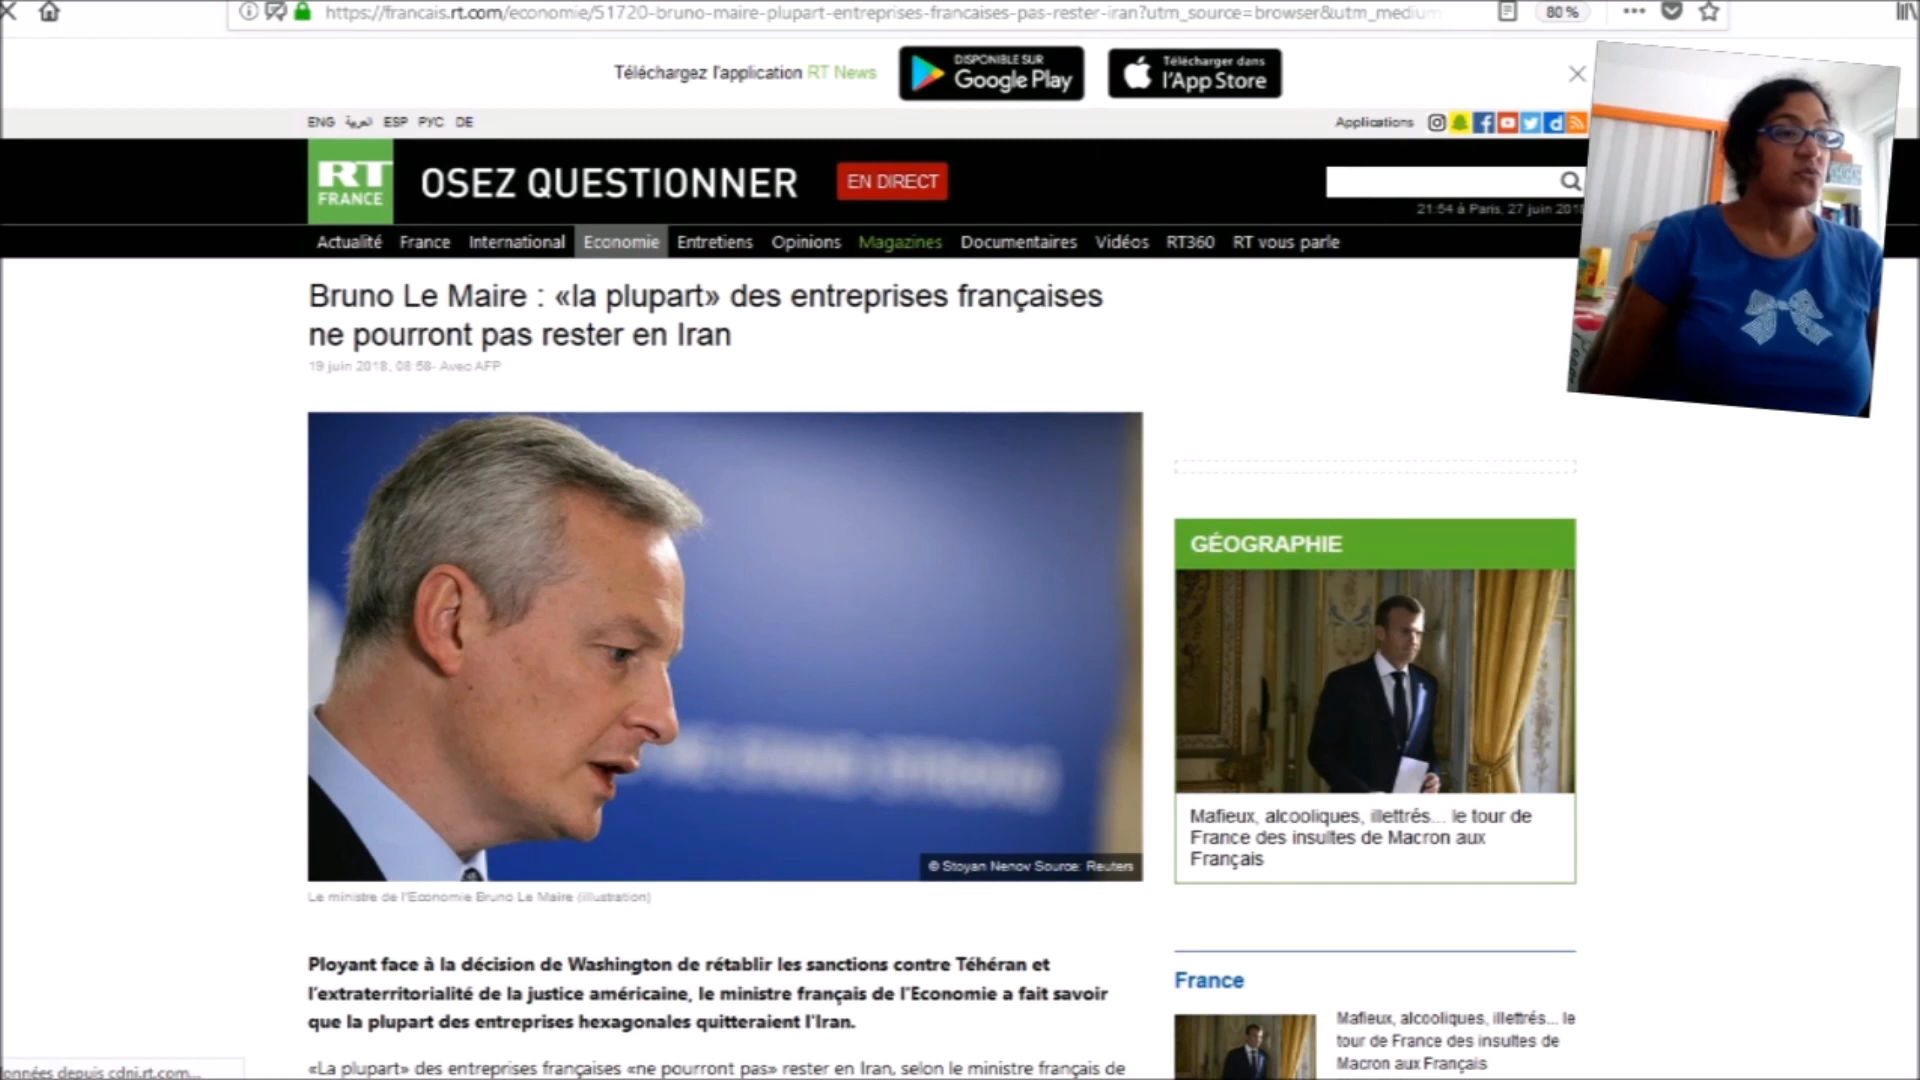 https://francais.rt.com/economie/51720-bruno-maire-plupart-entreprises-francaises-pas-rester-iran?utm_source=browser&utm_medium
80 %
Téléchargez l'application RT News
DISPONIBLE SUR
Google Play
Télécharger dans
l'App Store
ENG العربية ESP РУС DE
Applications
RT
FRANCE
OSEZ QUESTIONNER
EN DIRECT
21:54 à Paris, 27 juin 2018
Actualité France International Economie Entretiens Opinions Magazines Documentaires Vidéos RT360 RT vous parle
Bruno Le Maire : «la plupart» des entreprises françaises
ne pourront pas rester en Iran
19 juin 2018, 08:58- Avec AFP
© Stoyan Nenov Source: Reuters
Le ministre de l'Economie Bruno Le Maire (illustration)
Ployant face à la décision de Washington de rétablir les sanctions contre Téhéran et
l'extraterritorialité de la justice américaine, le ministre français de l'Economie a fait savoir
que la plupart des entreprises hexagonales quitteraient l'Iran.
«La plupart» des entreprises françaises «ne pourront pas» rester en Iran, selon le ministre français de
GÉOGRAPHIE
Mafieux, alcooliques, illettrés... le tour de
France des insultes de Macron aux
Français
France
Mafieux, alcooliques, illettrés... le
tour de France des insultes de
Macron aux Français
onnées depuis cdni.rt.com...